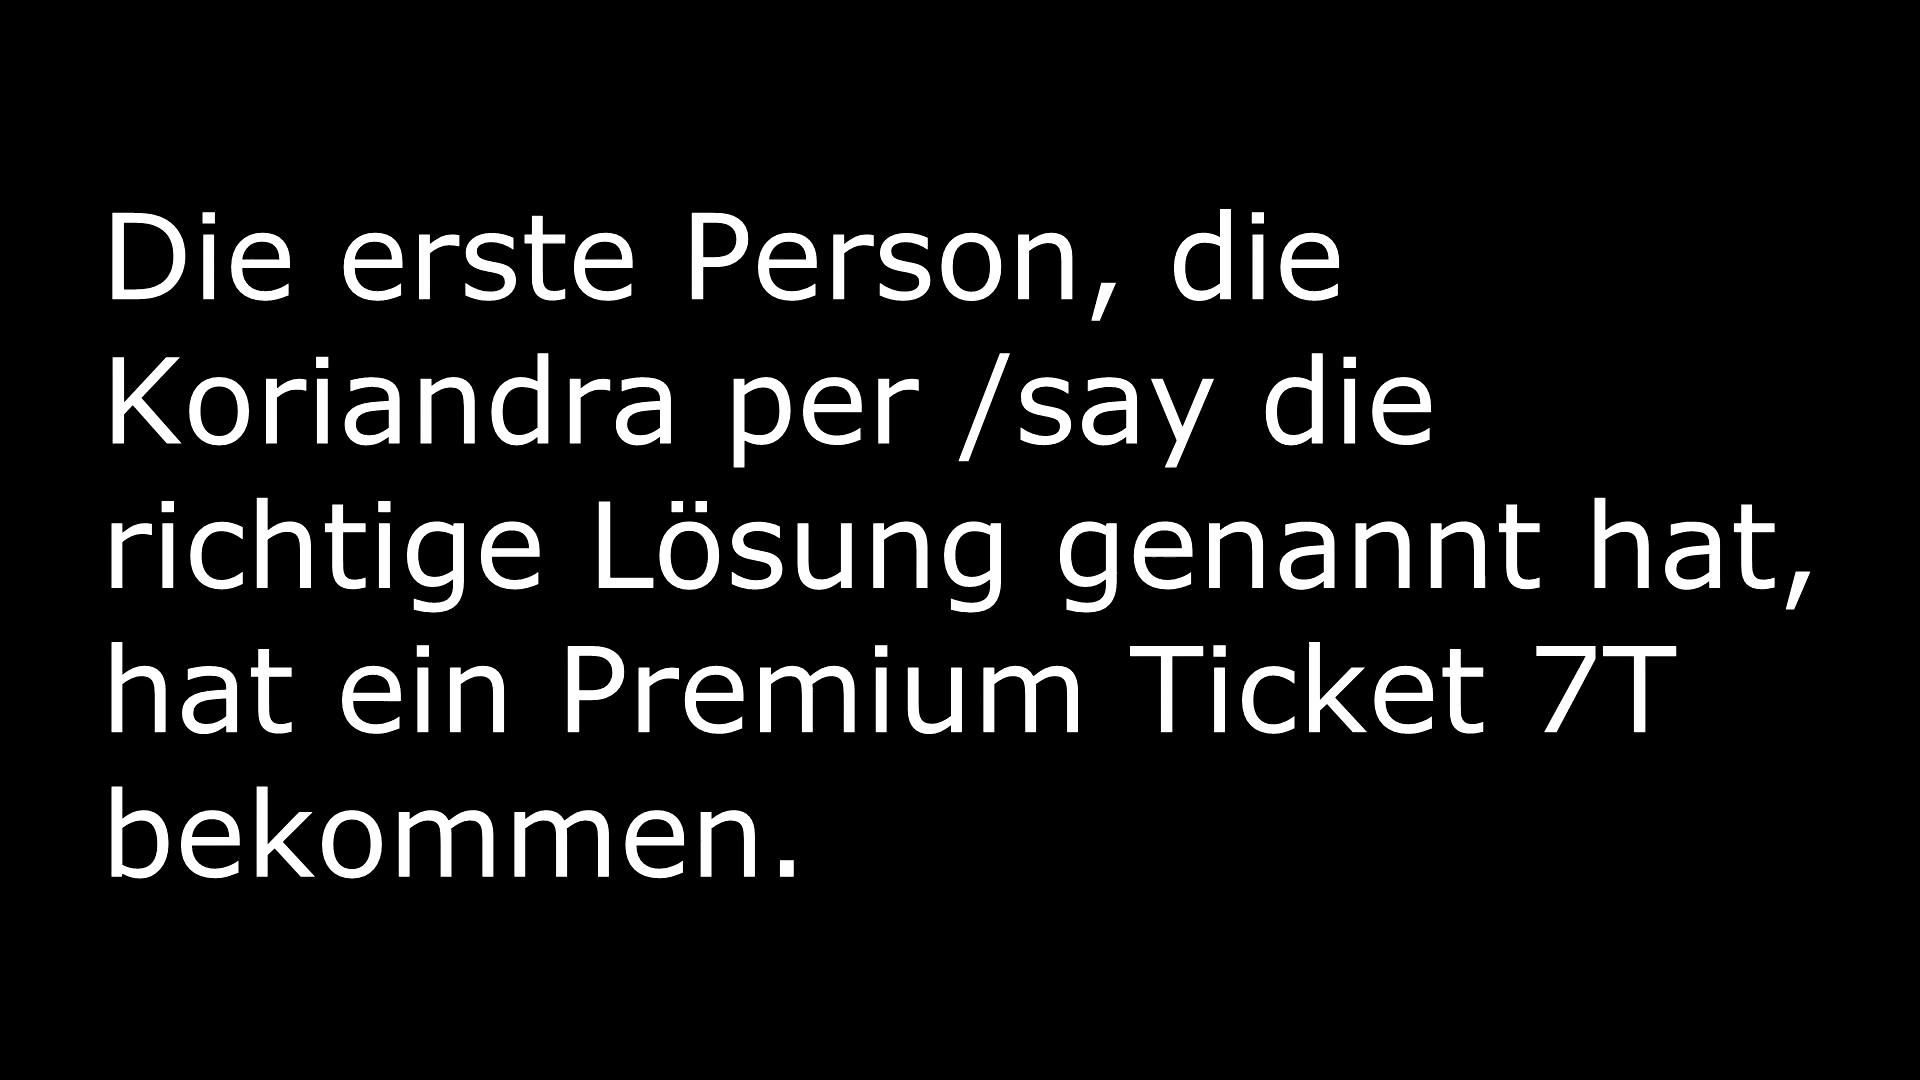 Die erste Person, die
Koriandra per /say die
richtige Lösung genannt hat,
hat ein Premium Ticket 7T
bekommen.